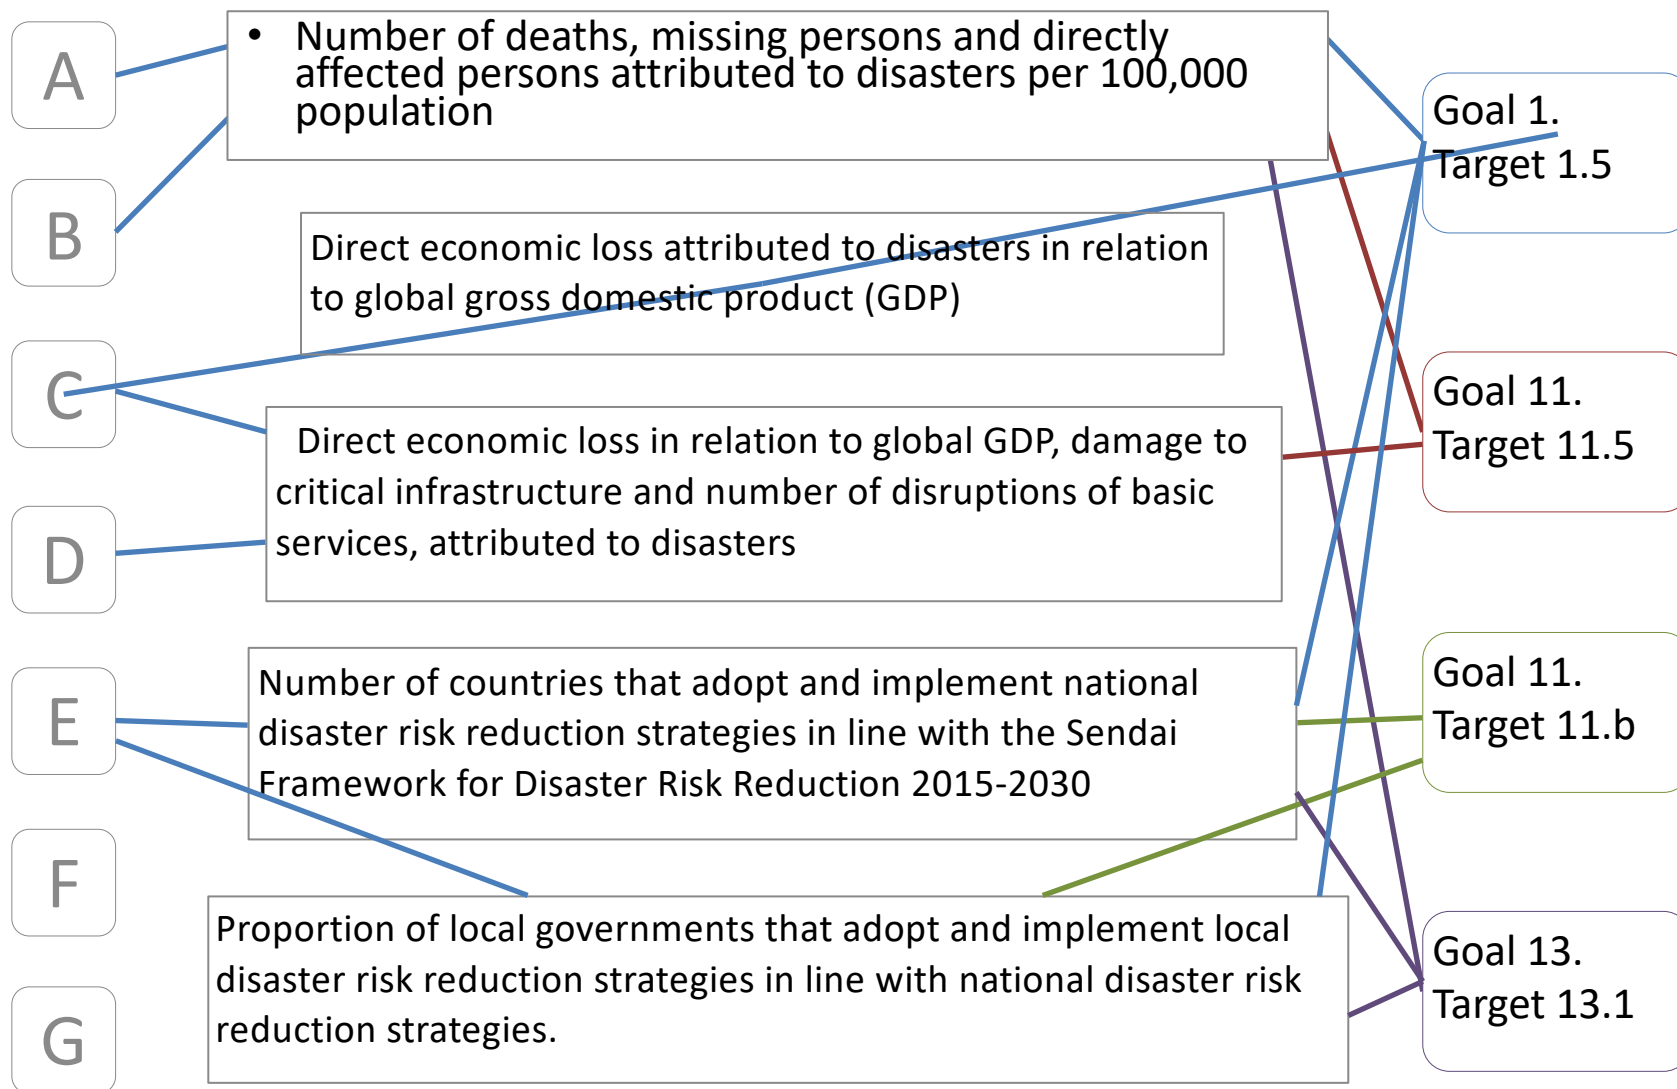 A
B
C
D
E
F
G
• Number of deaths, missing persons and directly
affected persons attributed to disasters per 100,000
population
Direct economic loss attributed to disasters in relation
to global gross domestic product (GDP)
Direct economic loss in relation to global GDP, damage to
critical infrastructure and number of disruptions of basic
services, attributed to disasters
Number of countries that adopt and implement national
disaster risk reduction strategies in line with the Sendai
Framework for Disaster Risk Reduction 2015-2030
Proportion of local governments that adopt and implement local
disaster risk reduction strategies in line with national disaster risk
reduction strategies.
Goal 1.
Target 1.5
Goal 11.
Target 11.5
Goal 11.
Target 11.b
Goal 13.
Target 13.1